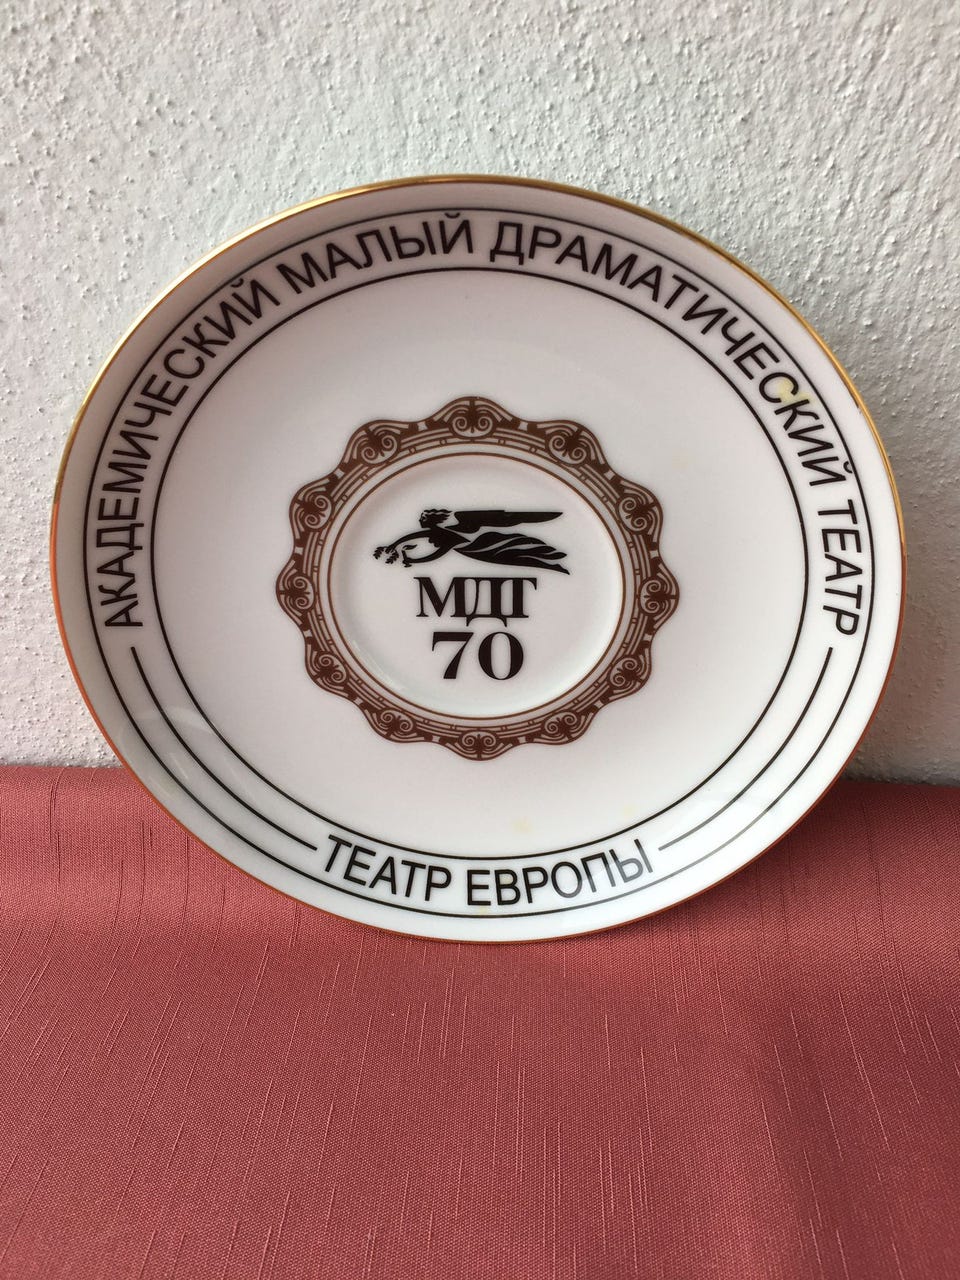 АКАДЕМИЧЕСКИЙ МАЛЫЙ ДРАМАТИЧЕСКИЙ ТЕАТР
МДТ
70
ТЕАТР ЕВРОПЫ